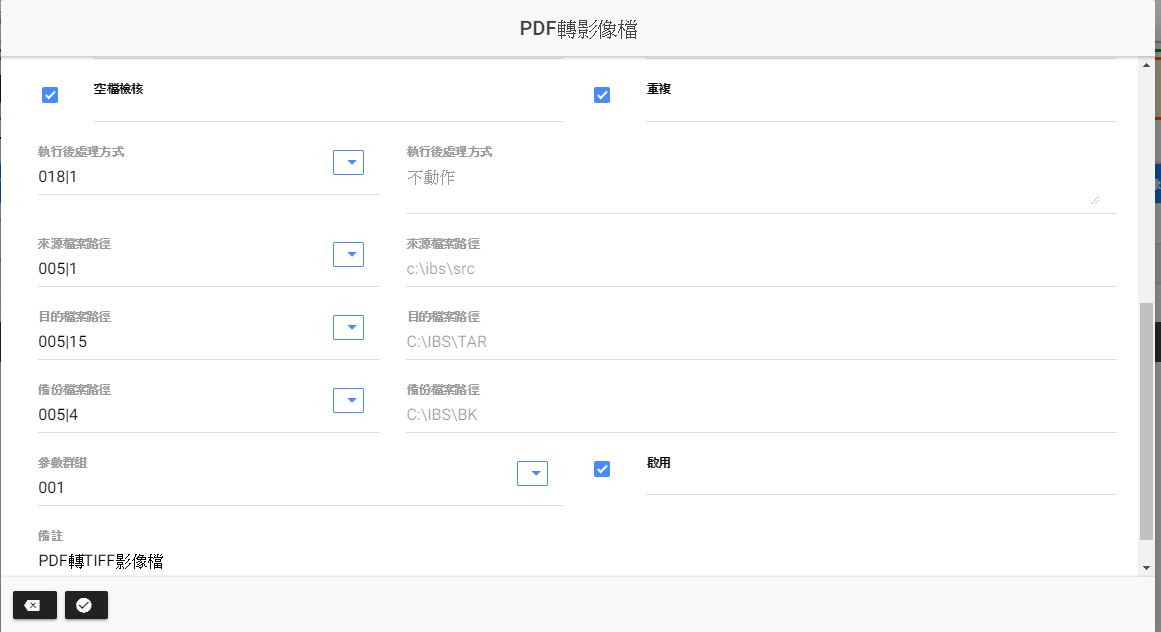 PDF轉影像檔
空檔檢核
重複
執行後處理方式
執行後處理方式
018|1
不動作
來源檔案路徑
來源檔案路徑
005|1
c:\ibs\src
目的檔案路徑
目的檔案路徑
005|15
C:\IBS\TAR
備份檔案路徑
備份檔案路徑
005|4
C:\IBS\BK
參數群組
啟用
001
備註
PDF轉TIFF影像檔